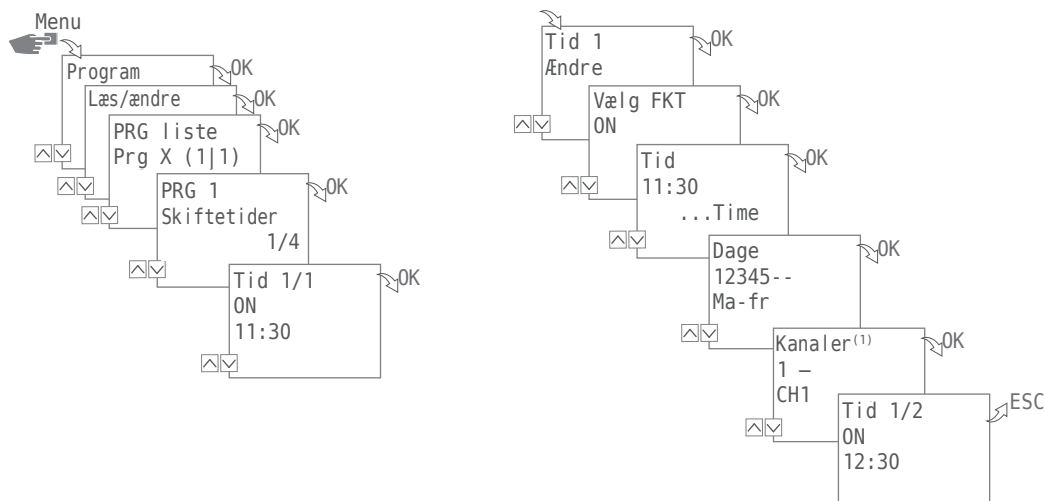 Menu
Program
OK
Læs/ændre
OK
PRG liste
Prg X (1|1)
OK
PRG 1
Skiftetider
1/4
OK
Tid 1/1
ON
11:30
OK
Tid 1
Ændre
OK
Vælg FKT
ON
OK
Tid
11:30
...Time
OK
Dage
12345--
Ma-fr
OK
Kanaler(1)
1 –
CH1
OK
Tid 1/2
ON
12:30
ESC